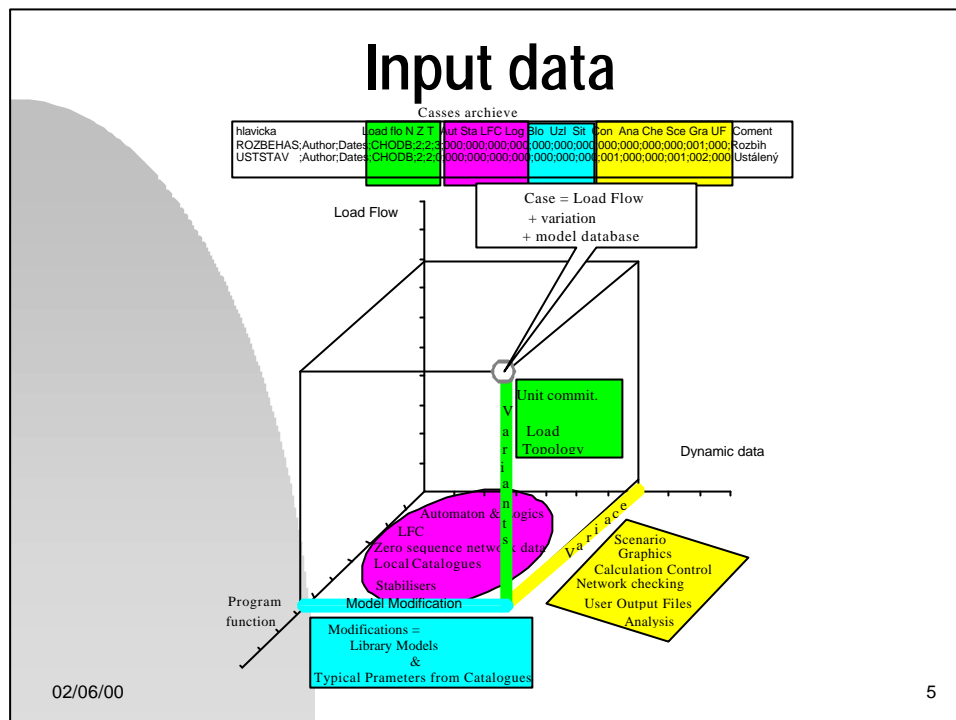 Input data
Casses archieve
hlavicka Load flo N Z T Aut Sta LFC Log Blo Uzl Sit Con Ana Che Sce Gra UF Coment
ROZBEHAS;Author;Dates;CHODB;2;2;3;000;000;000;000;000;000;000;000;000;000;000;001;000;Rozbìh
USTSTAV ;Author;Dates;CHODB;2;2;0;000;000;000;000;000;000;000;001;000;000;001;002;000;Ustálený
Case = Load Flow
+ variation
+ model database
Load Flow
Unit commit.
Load
Topology
Variants
Dynamic data
Automaton & Logics
LFC
Zero sequence network data
Local Catalogues
Stabilisers
Variace
Scenario
Graphics
Calculation Control
Network checking
User Output Files
Analysis
Model Modification
Program
function
Modifications =
Library Models
&
Typical Prameters from Catalogues
02/06/00
5